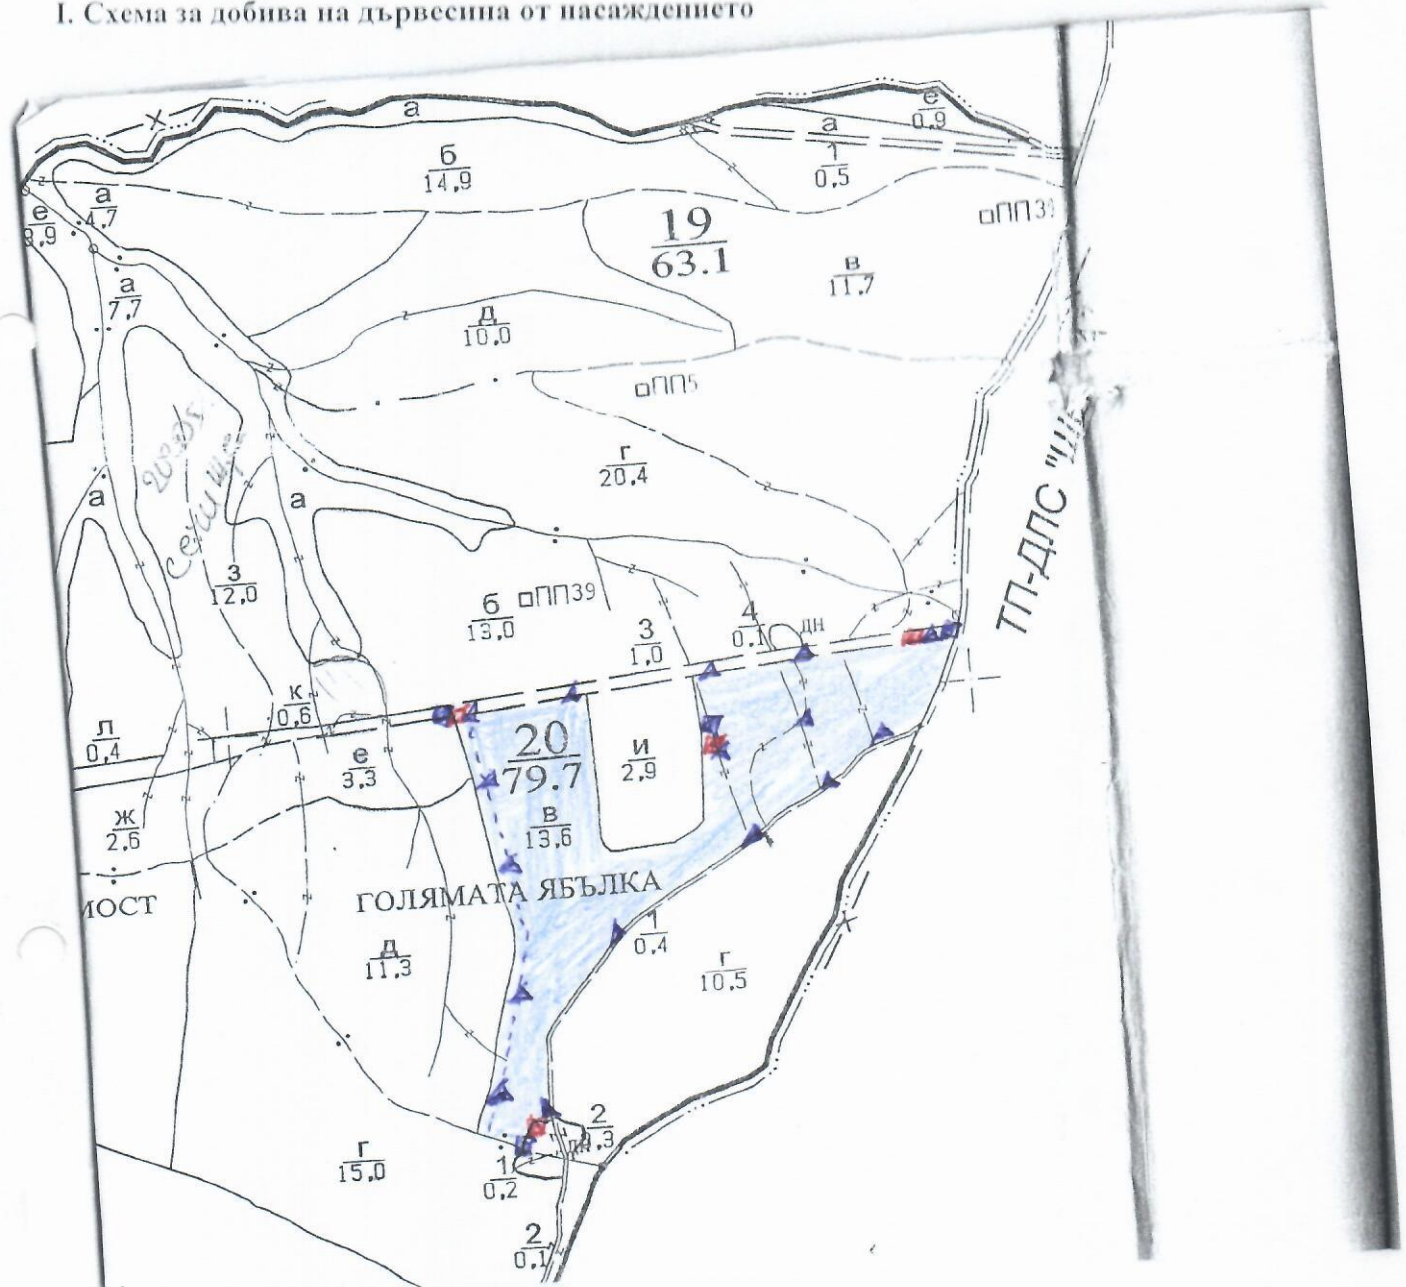 I. Схема за добива на дървесина от насаждението
а
е
0,9
а
1
0,5
б
14,9
а
4,7
е
19
63.1
□ПП
в
11,7
а
7,7
д
10,0
□ПП5
г
20,4
ТП-ДЛС "
а
а
з
12,0
б
13,0
□ПП39
3
1,0
4
0.1
дн
к
0,6
л
0,4
е
3,3
20
79.7
и
2,9
в
13,6
ж
2,6
ГОЛЯМАТА ЯБЪЛКА
МОСТ
д
11,3
1
0,4
г
10,5
г
15,0
2
дн
1
0,2
2
0,1